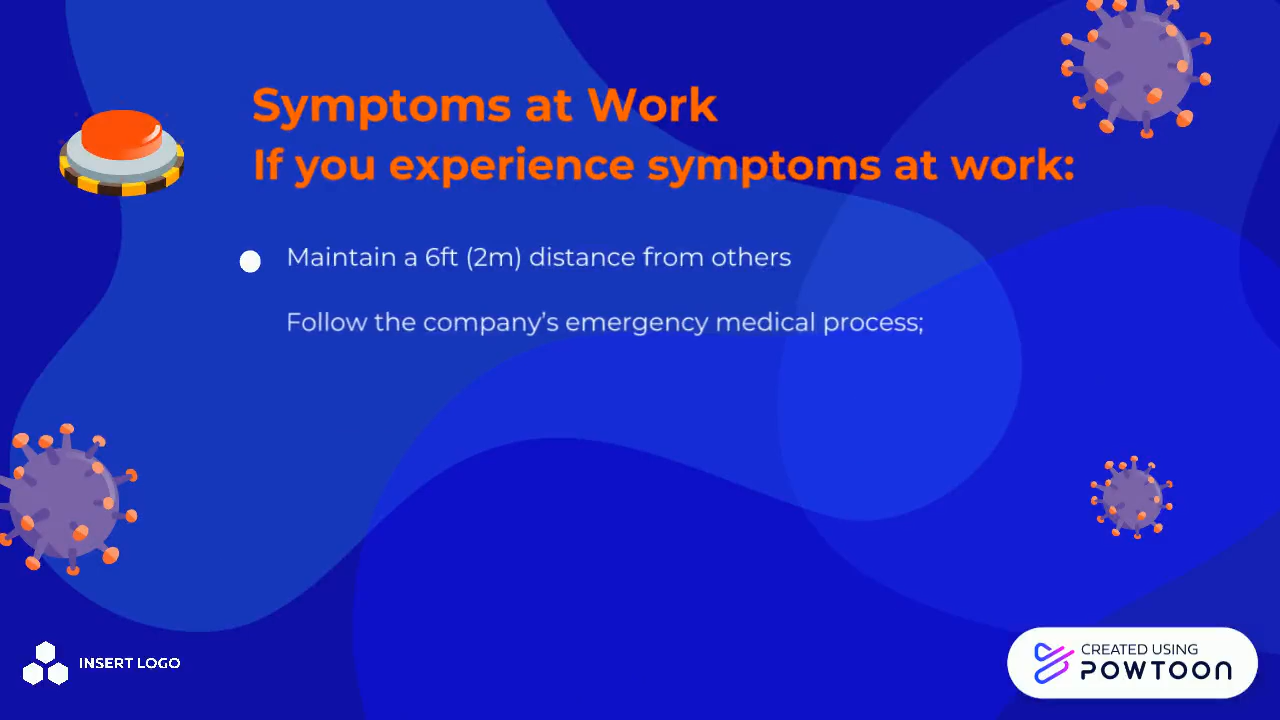 Symptoms at Work
If you experience symptoms at work:
Maintain a 6ft (2m) distance from others
Follow the company’s emergency medical process;
INSERT LOGO
CREATED USING
POWTOON